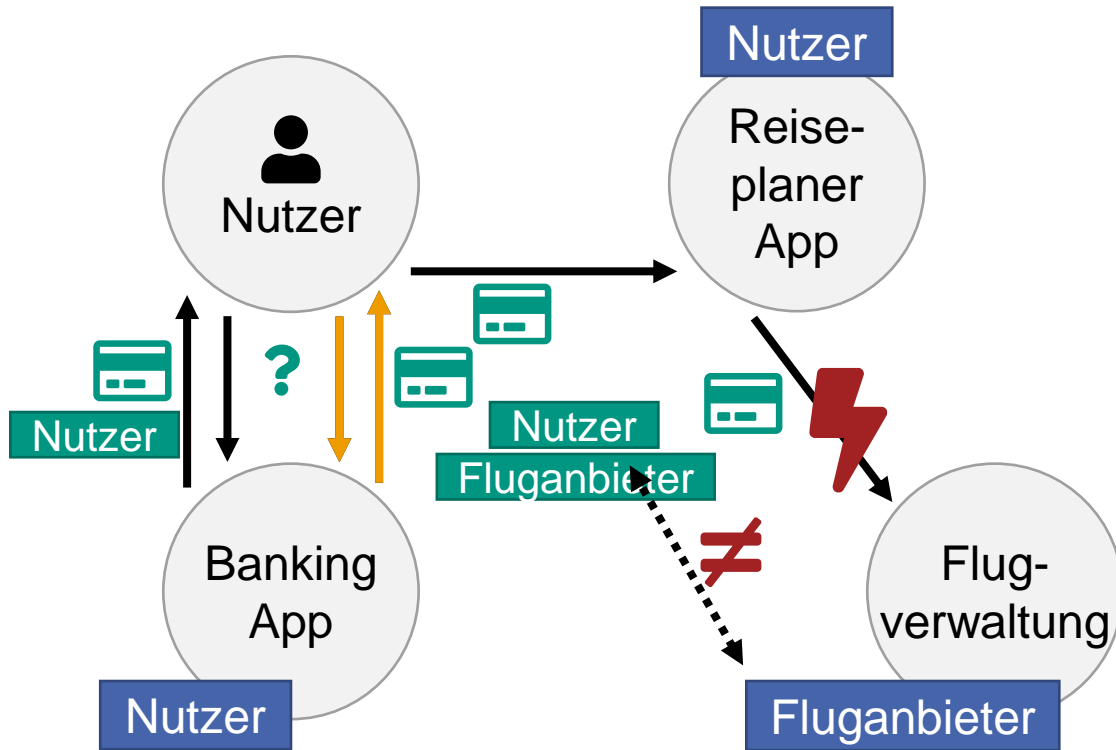 Nutzer
Nutzer
Reise-
planer
App
?
Nutzer
Nutzer
Fluganbieter
≠
Banking
App
Flug-
verwaltung
Nutzer
Fluganbieter